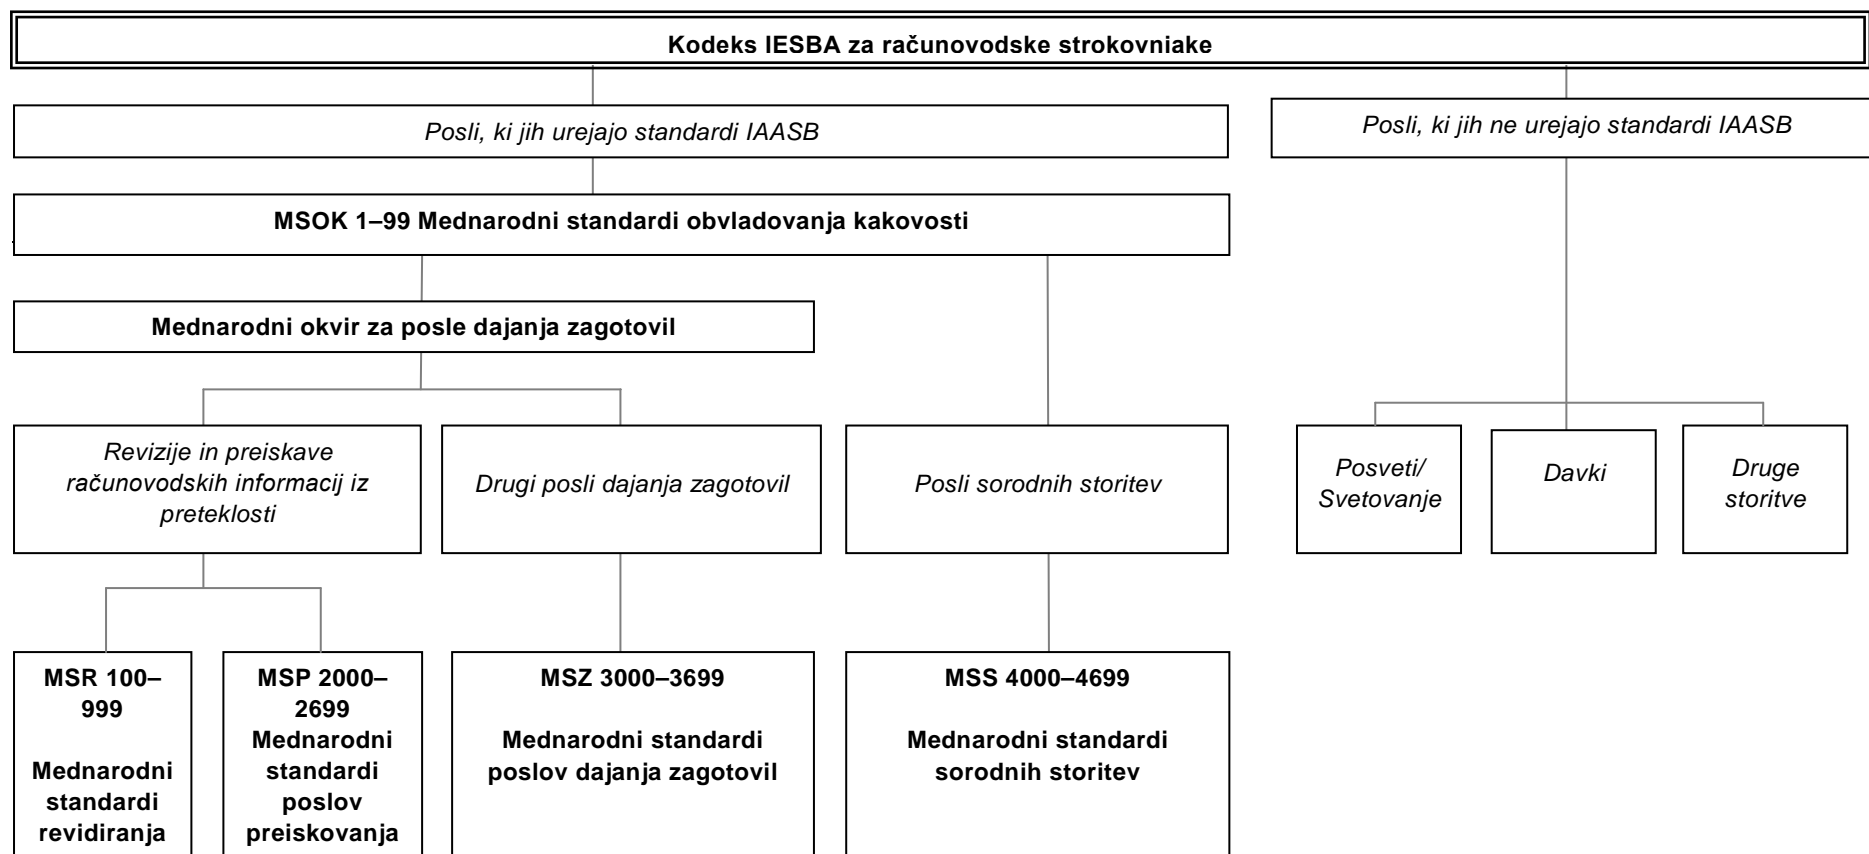 Kodeks IESBA za računovodske strokovniake
Posli, ki jih urejajo standardi IAASB
Posli, ki jih ne urejajo standardi IAASB
MSOK 1–99 Mednarodni standardi obvladovanja kakovosti
Mednarodni okvir za posle dajanja zagotovil
Revizije in preiskave
računovodskih informacij iz
preteklosti
Drugi posli dajanja zagotovil
Posli sorodnih storitev
Posveti/
Svetovanje
Davki
Druge
storitve
MSR 100–
999
Mednarodni
standardi
revidiranja
MSP 2000–
2699
Mednarodni
standardi
poslov
preiskovanja
MSZ 3000–3699
Mednarodni standardi
poslov dajanja zagotovil
MSS 4000–4699
Mednarodni standardi
sorodnih storitev